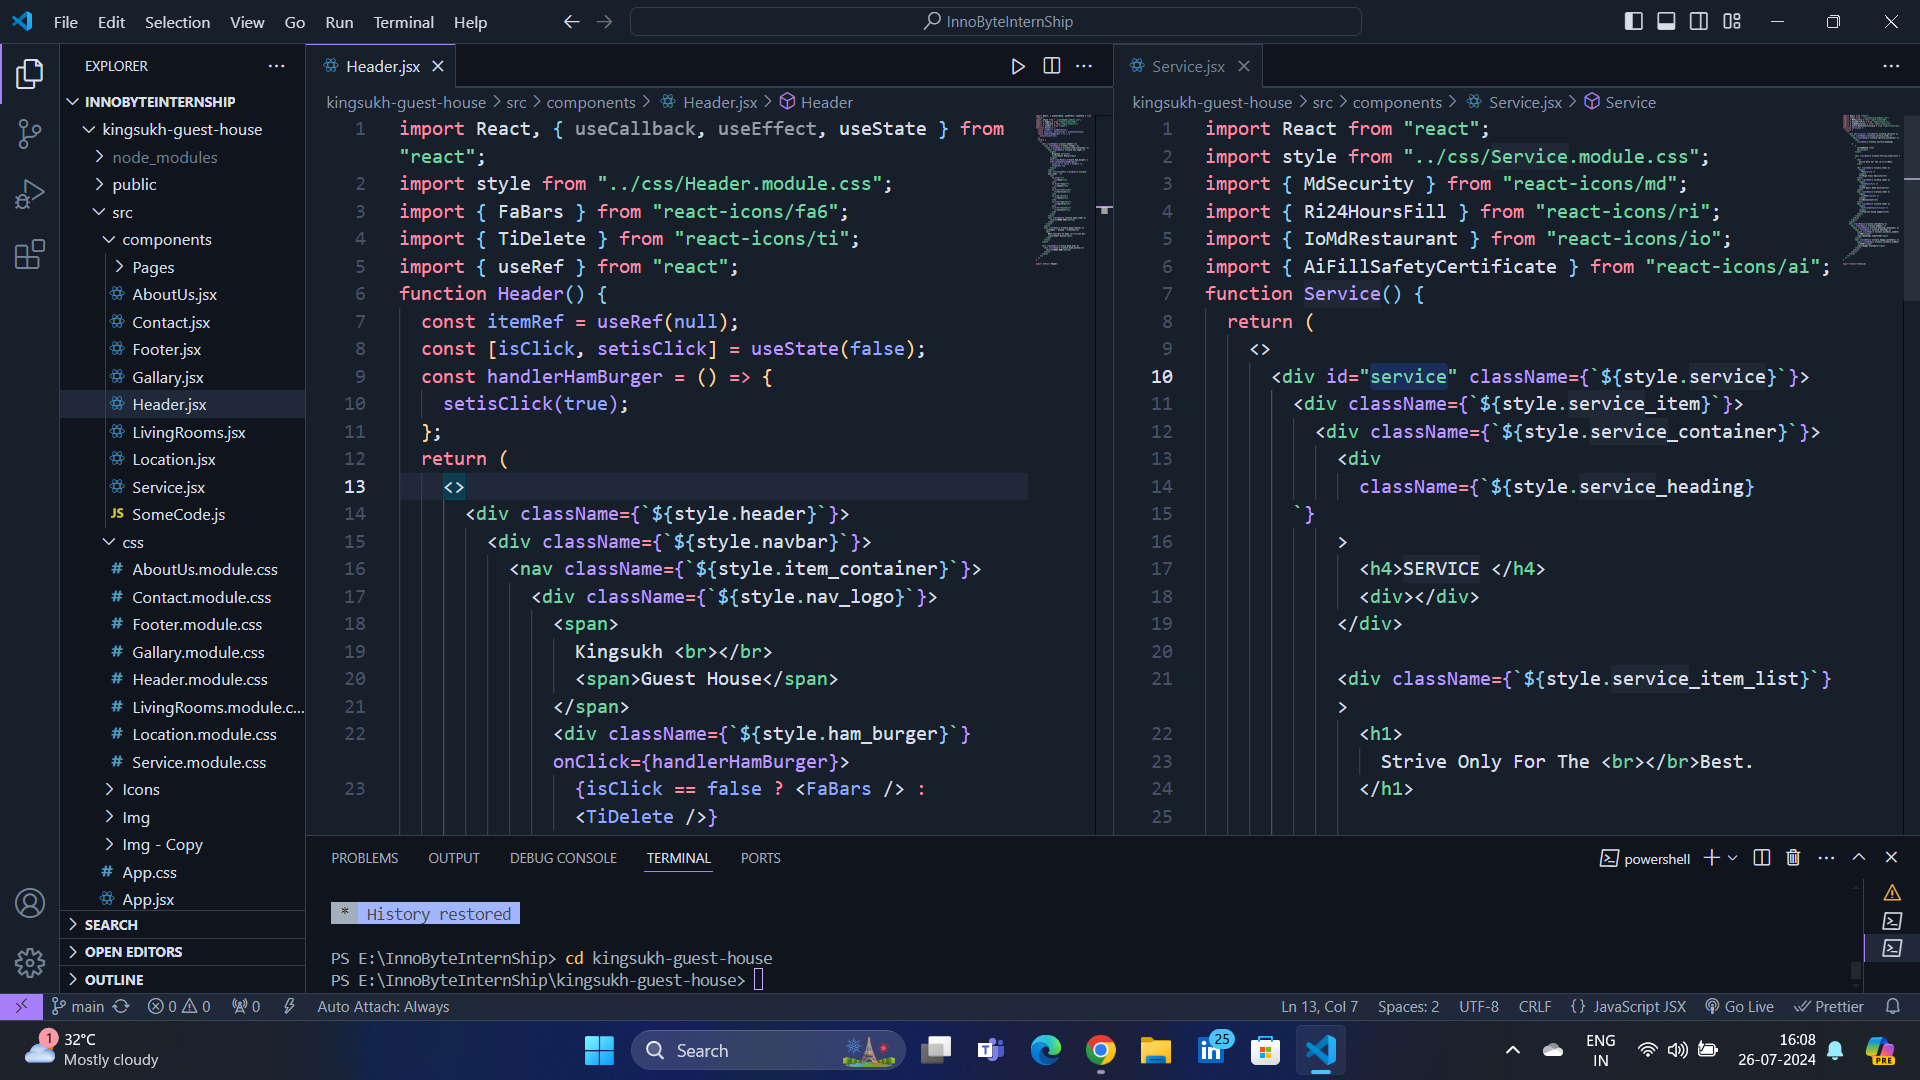 File Edit Selection View Go Run Terminal Help
InnoByteInternShip
EXPLORER
INNOBYTEINTERNSHIP
kingsukh-guest-house
node_modules
public
src
components
Pages
AboutUs.jsx
Contact.jsx
Footer.jsx
Gallary.jsx
Header.jsx
LivingRooms.jsx
Location.jsx
Service.jsx
JS SomeCode.js
css
# AboutUs.module.css
# Contact.module.css
# Footer.module.css
# Gallary.module.css
# Header.module.css
# LivingRooms.module.c...
# Location.module.css
# Service.module.css
Icons
Img
Img - Copy
# App.css
App.jsx
SEARCH
OPEN EDITORS
OUTLINE
Header.jsx
kingsukh-guest-house > src > components > Header.jsx > Header
1 import React, { useCallback, useEffect, useState } from
"react";
2 import style from "../css/Header.module.css";
3 import { FaBars } from "react-icons/fa6";
4 import { TiDelete } from "react-icons/ti";
5 import { useRef } from "react";
6 function Header() {
7 const itemRef = useRef(null);
8 const [isClick, setisClick] = useState(false);
9 const handlerHamBurger = () => {
10 setisClick(true);
11 };
12 return (
13 <>
14 <div className={`${style.header}`}>
15 <div className={`${style.navbar}`}>
16 <nav className={`${style.item_container}`}>
17 <div className={`${style.nav_logo}`}>
18 <span>
19 Kingsukh <br></br>
20 <span>Guest House</span>
21 </span>
22 <div className={`${style.ham_burger}`}
onClick={handlerHamBurger}>
23 {isClick == false ? <FaBars /> :
<TiDelete />}
Service.jsx
kingsukh-guest-house > src > components > Service.jsx > Service
1 import React from "react";
2 import style from "../css/Service.module.css";
3 import { MdSecurity } from "react-icons/md";
4 import { Ri24HoursFill } from "react-icons/ri";
5 import { IoMdRestaurant } from "react-icons/io";
6 import { AiFillSafetyCertificate } from "react-icons/ai";
7 function Service() {
8 return (
9 <>
10 <div id="service" className={`${style.service}`}>
11 <div className={`${style.service_item}`}>
12 <div className={`${style.service_container}`}>
13 <div
14 className={`${style.service_heading}
15 `}
16 >
17 <h4>SERVICE </h4>
18 <div></div>
19 </div>
20
21 <div className={`${style.service_item_list}`}
>
22 <h1>
23 Strive Only For The <br></br>Best.
24 </h1>
25
PROBLEMS OUTPUT DEBUG CONSOLE TERMINAL PORTS
powershell
* History restored
PS E:\InnoByteInternShip> cd kingsukh-guest-house
PS E:\InnoByteInternShip\kingsukh-guest-house>
main 0 0 0 Auto Attach: Always
Ln 13, Col 7 Spaces: 2 UTF-8 CRLF {} JavaScript JSX Go Live Prettier
1
32°C
Mostly cloudy
Search
25
ENG
IN
16:08
26-07-2024
PRE